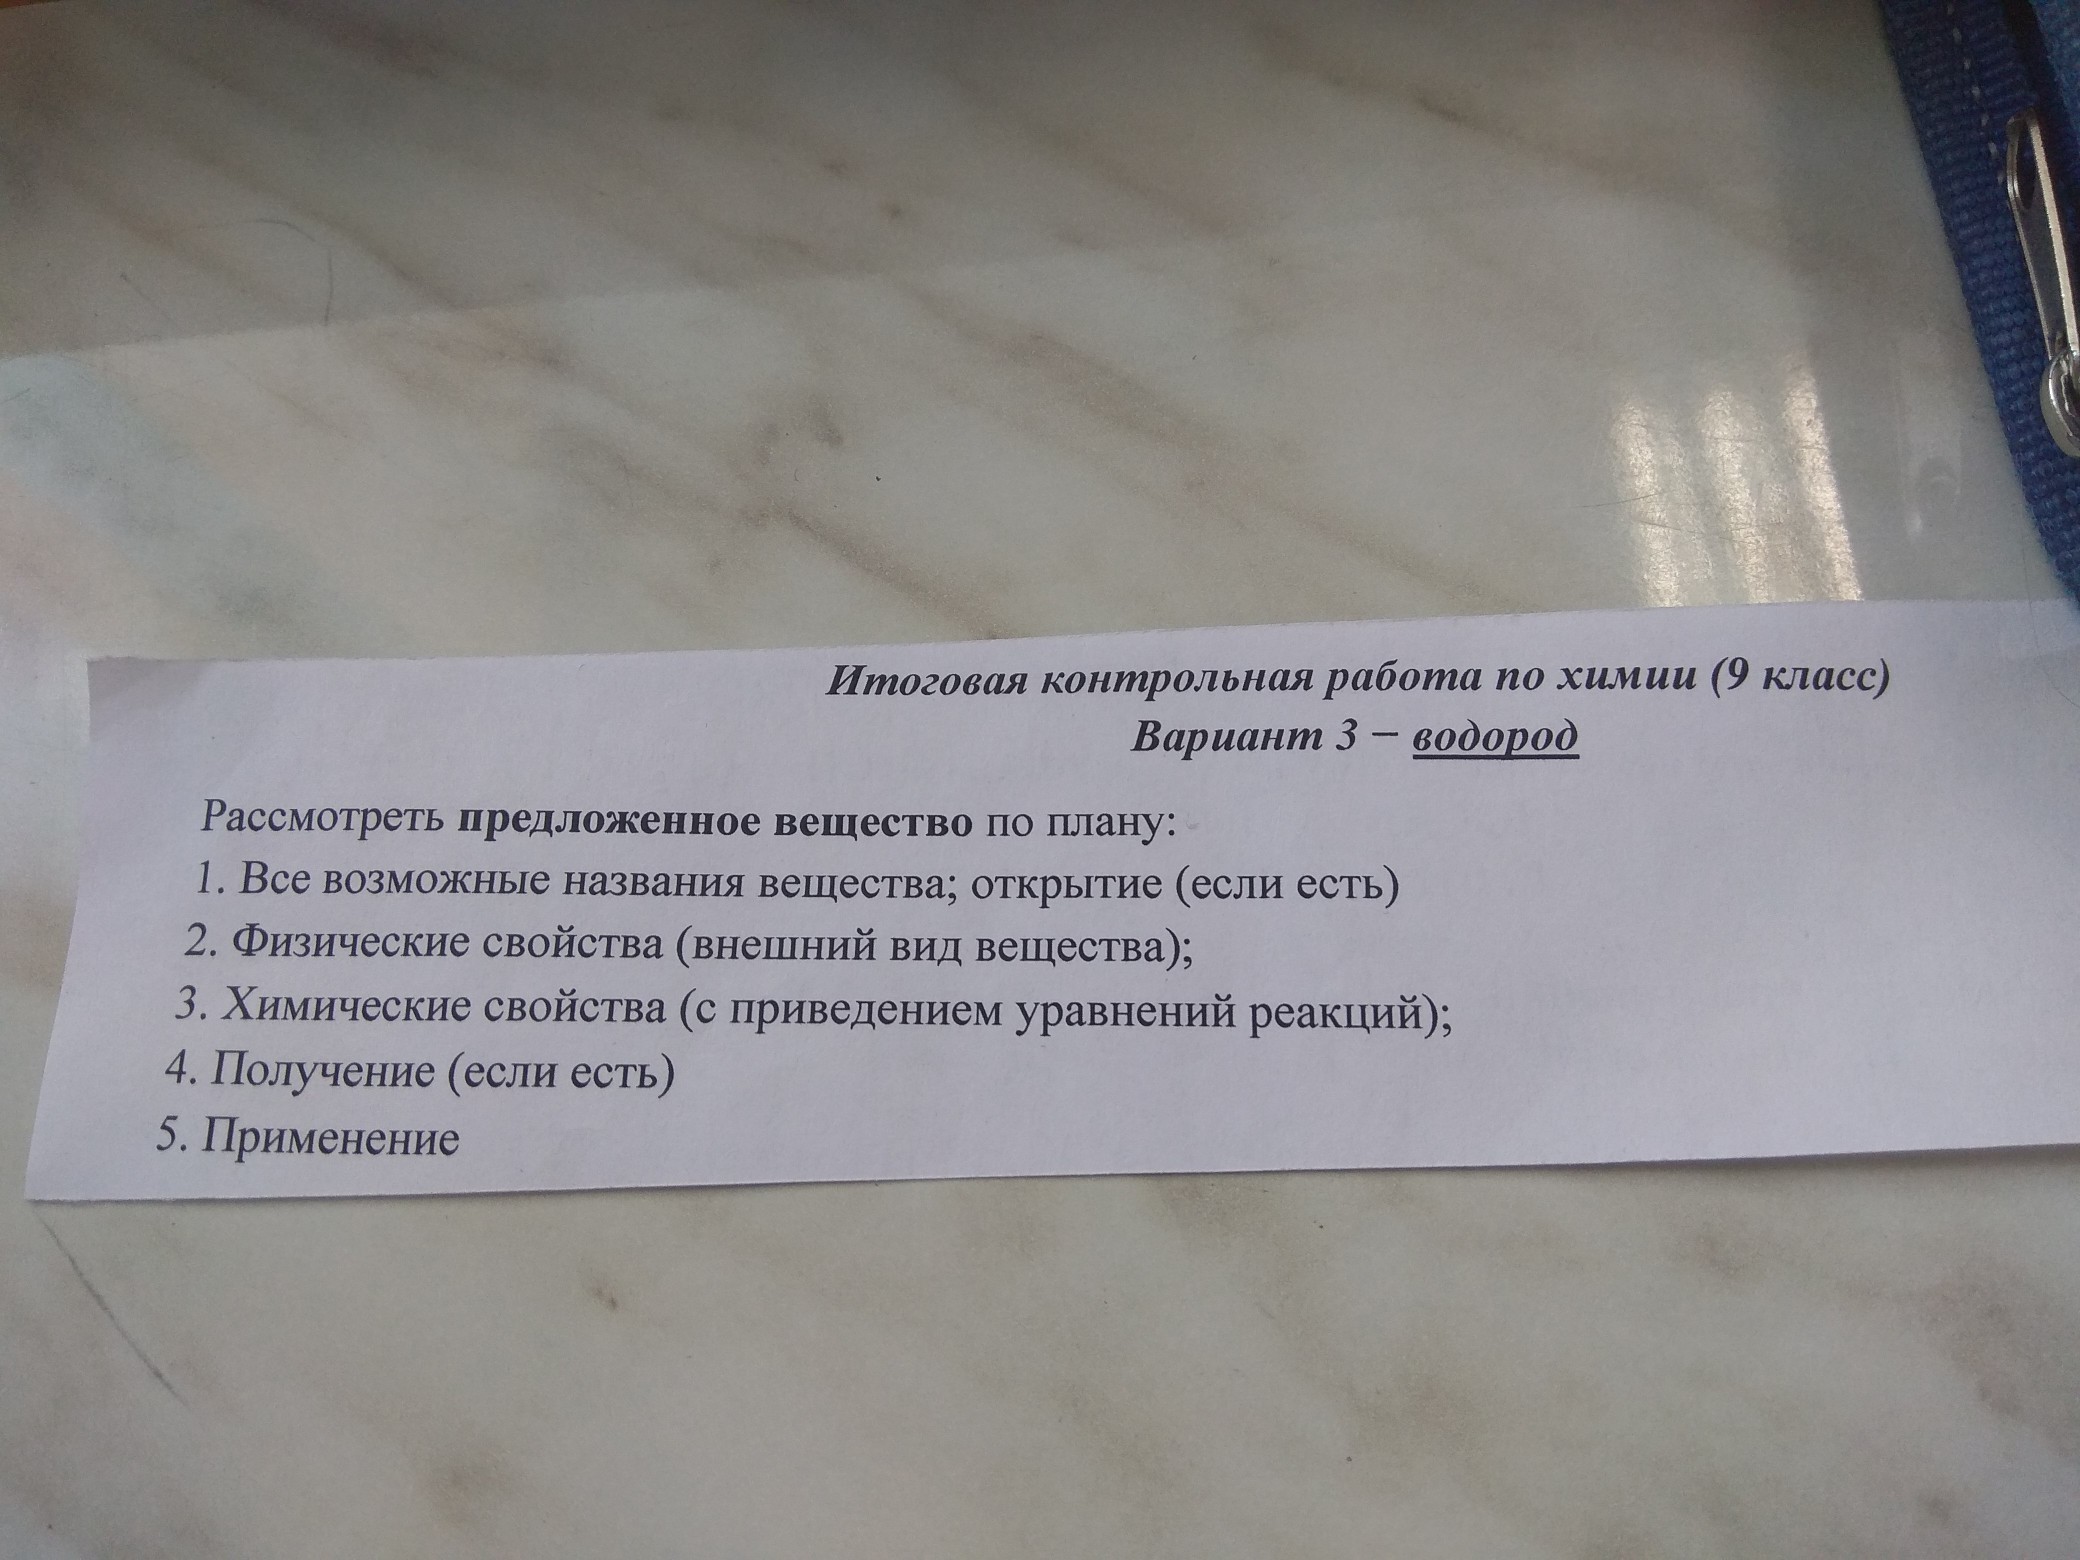 Итоговая контрольная работа по химии (9 класс)
Вариант 3 – водород
Рассмотреть предложенное вещество по плану:
1. Все возможные названия вещества; открытие (если есть)
2. Физические свойства (внешний вид вещества);
3. Химические свойства (с приведением уравнений реакций);
4. Получение (если есть)
5. Применение